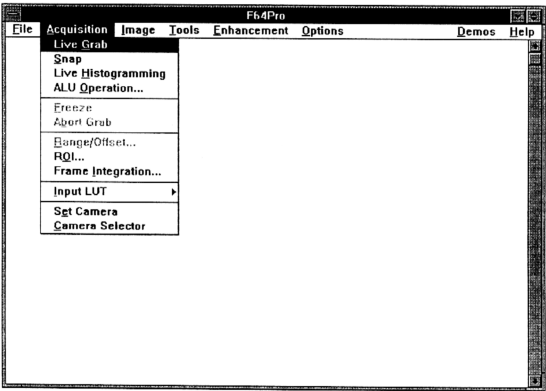 F64Pro
File Acquisition Image Tools Enhancement Options Demos Help
Live Grab
Snap
Live Histogramming
ALU Operation...
Freeze
Abort Grab
Range/Offset...
ROI...
Frame Integration...
Input LUT
Set Camera
Camera Selector